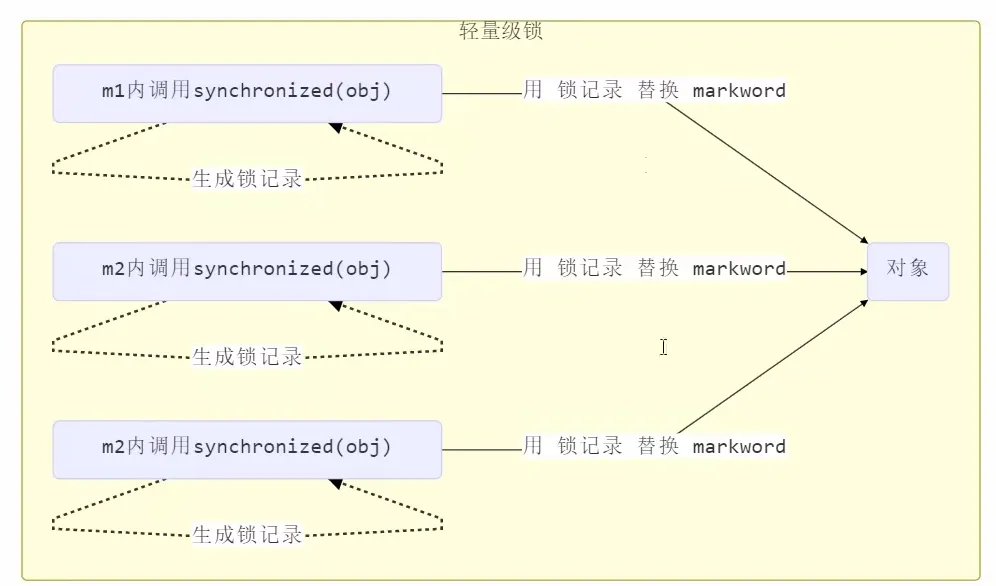 轻量级锁
m1内调用synchronized(obj)
用 锁记录 替换 markword
生成锁记录
m2内调用synchronized(obj)
用 锁记录 替换 markword
对象
生成锁记录
m2内调用synchronized(obj)
用 锁记录 替换 markword
生成锁记录